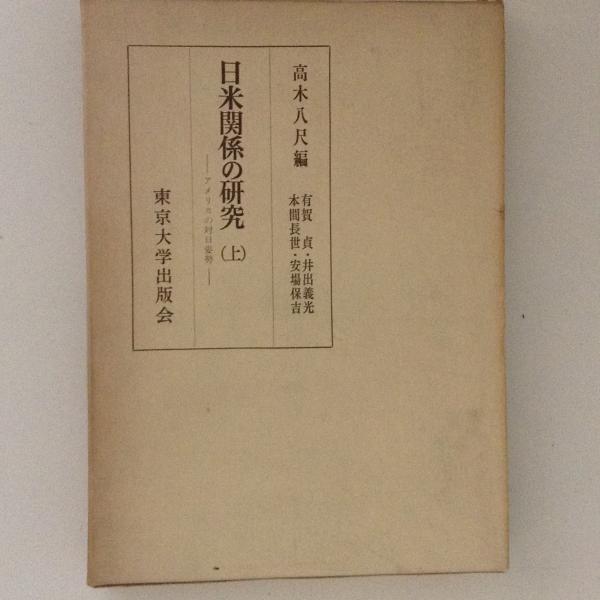 高木八尺編
有賀 貞・井出義光
本間長世・安場保吉
日米関係の研究(上)
――アメリカの対日姿勢――
東京大学出版会